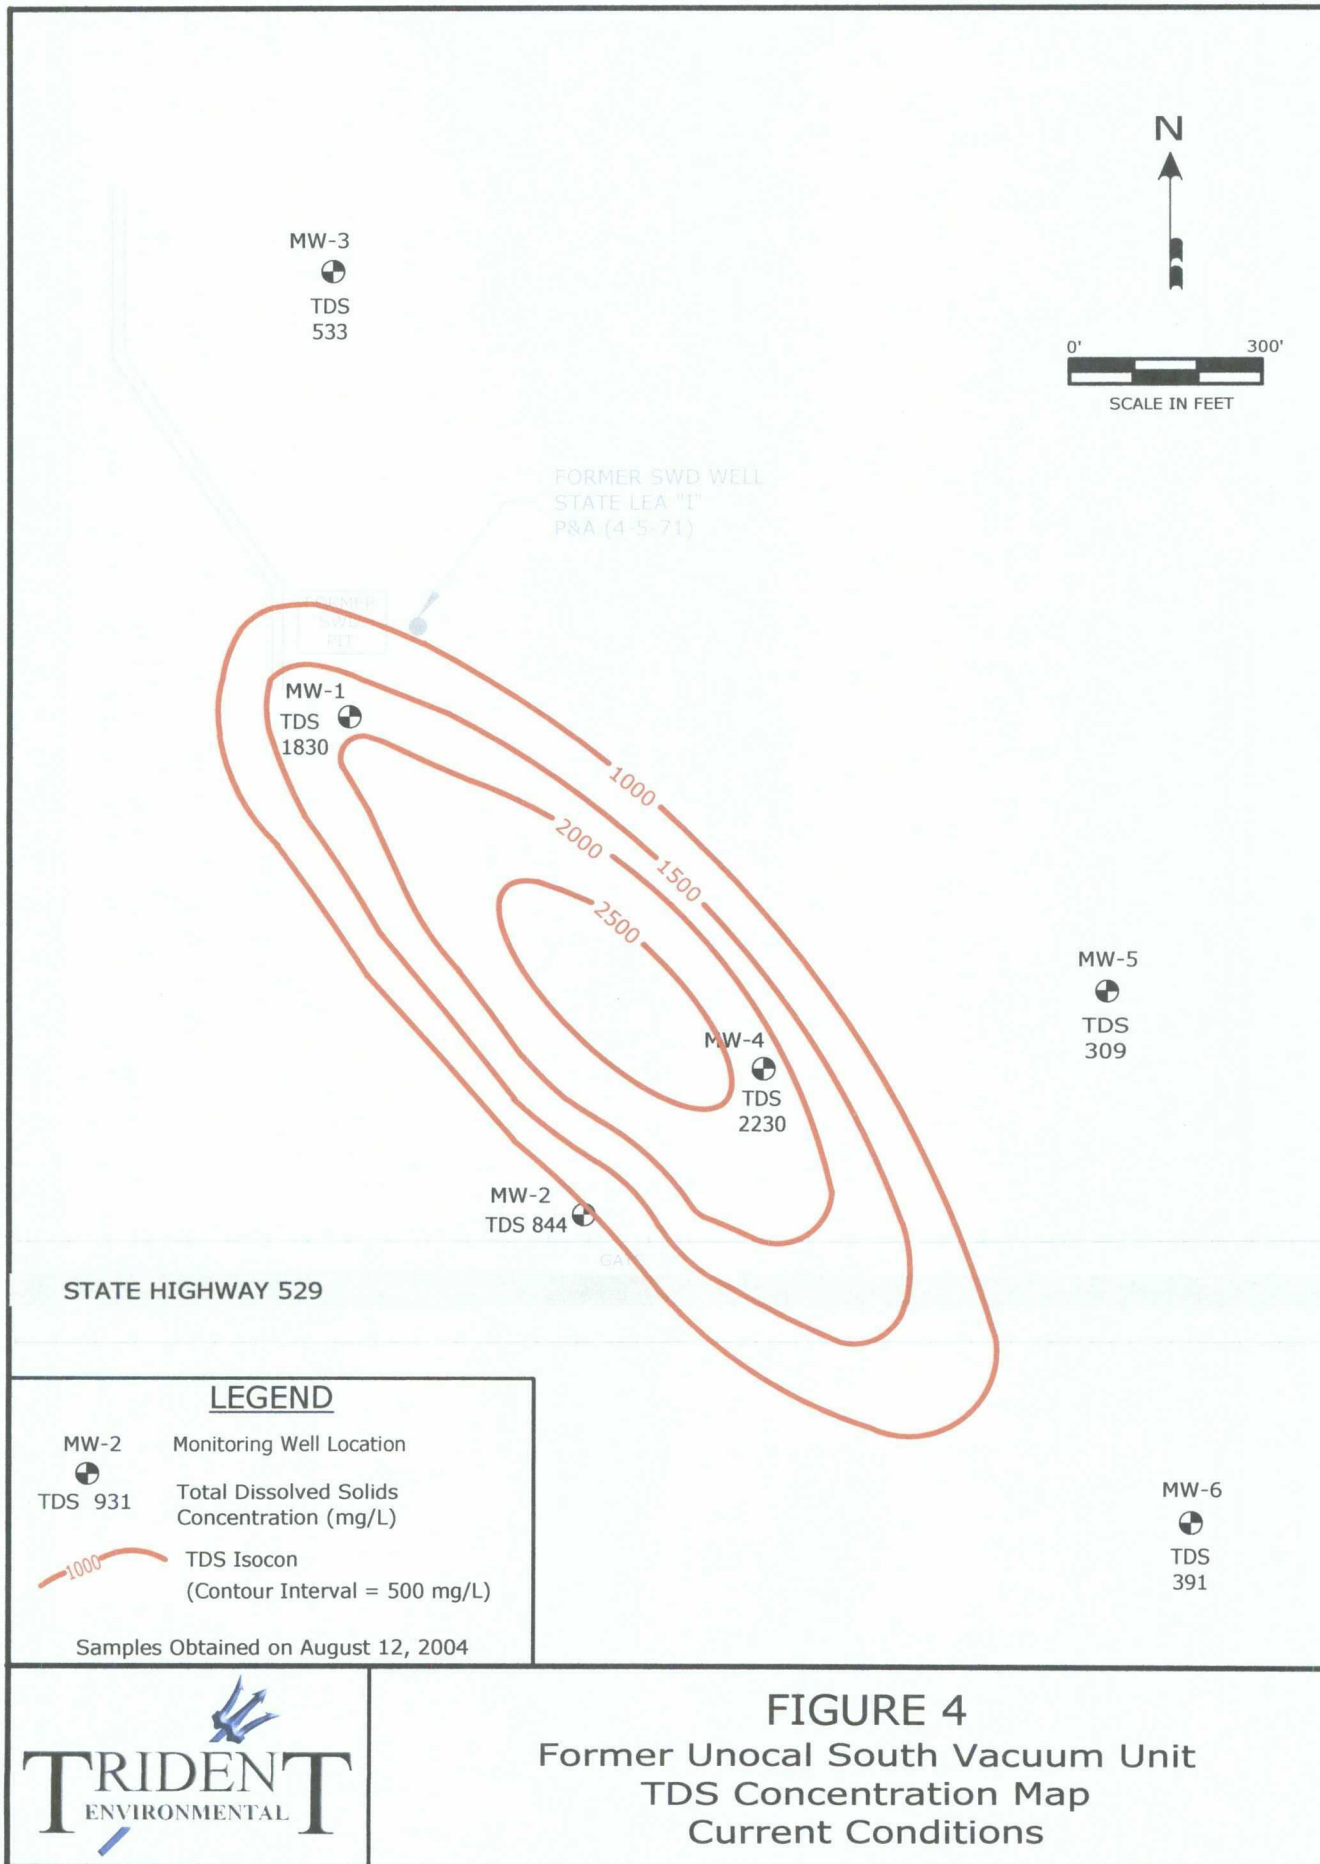 N
0' 300'
SCALE IN FEET
MW-3
TDS
533
FORMER SWD WELL
STATE LEA "I"
P&A (4-5-71)
FORMER
SWD
PIT
MW-1
TDS
1830
1000
2000
1500
2500
MW-5
TDS
309
MW-4
TDS
2230
MW-2
TDS 844
STATE HIGHWAY 529
LEGEND
MW-2 Monitoring Well Location
TDS 931 Total Dissolved Solids
Concentration (mg/L)
1000 TDS Isocon
(Contour Interval = 500 mg/L)
Samples Obtained on August 12, 2004
MW-6
TDS
391
TRIDENT
ENVIRONMENTAL
FIGURE 4
Former Unocal South Vacuum Unit
TDS Concentration Map
Current Conditions